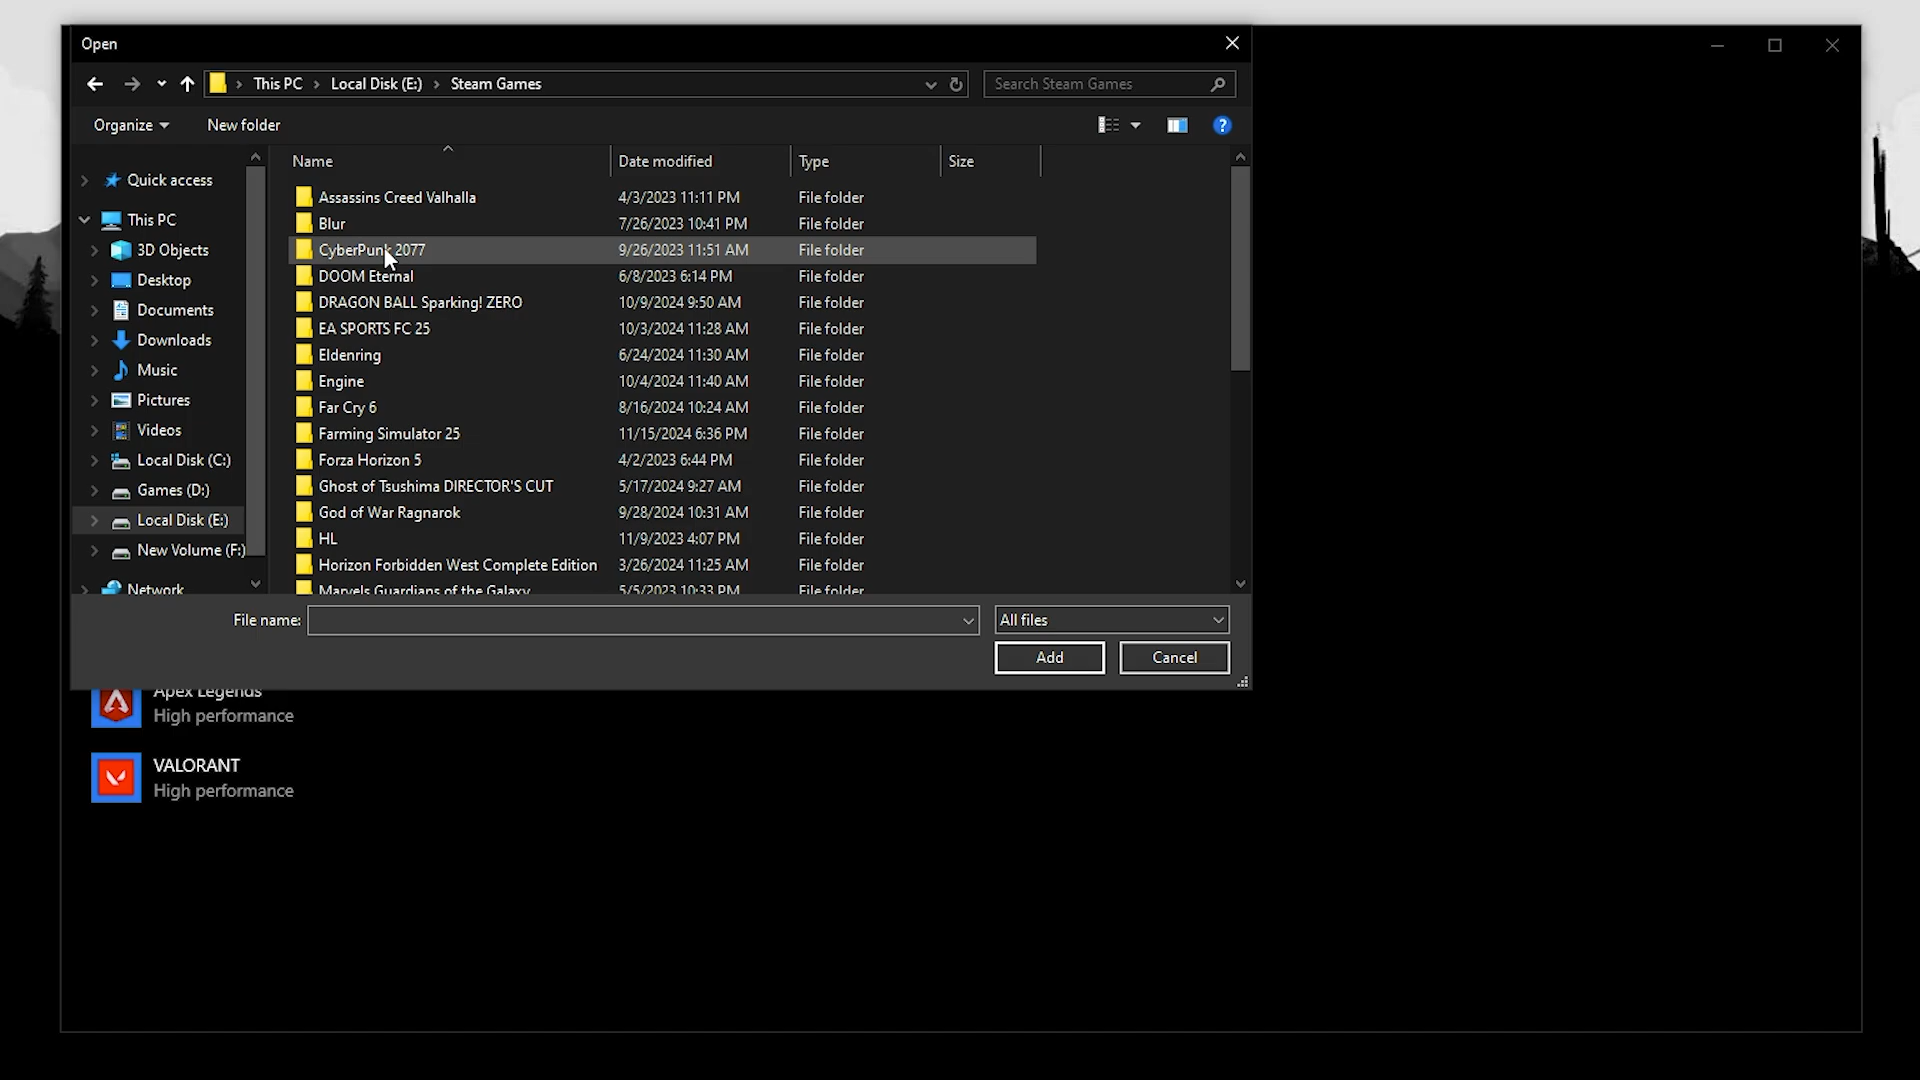 Open
This PC > Local Disk (E:) > Steam Games
Search Steam Games
Organize
New folder
Name
Date modified
Type
Size
Quick access
This PC
3D Objects
Desktop
Documents
Downloads
Music
Pictures
Videos
Local Disk (C:)
Games (D:)
Local Disk (E:)
New Volume (F:)
Network
Assassins Creed Valhalla 4/3/2023 11:11 PM File folder
Blur 7/26/2023 10:41 PM File folder
CyberPunk 2077 9/26/2023 11:51 AM File folder
DOOM Eternal 6/8/2023 6:14 PM File folder
DRAGON BALL Sparking! ZERO 10/9/2024 9:50 AM File folder
EA SPORTS FC 25 10/3/2024 11:28 AM File folder
Eldenring 6/24/2024 11:30 AM File folder
Engine 10/4/2024 11:40 AM File folder
Far Cry 6 8/16/2024 10:24 AM File folder
Farming Simulator 25 11/15/2024 6:36 PM File folder
Forza Horizon 5 4/2/2023 6:44 PM File folder
Ghost of Tsushima DIRECTOR'S CUT 5/17/2024 9:27 AM File folder
God of War Ragnarok 9/28/2024 10:31 AM File folder
HL 11/9/2023 4:07 PM File folder
Horizon Forbidden West Complete Edition 3/26/2024 11:25 AM File folder
Marvels Guardians of the Galaxy 5/5/2023 10:33 PM File folder
File name:
All files
Add
Cancel
Apex Legends
High performance
VALORANT
High performance